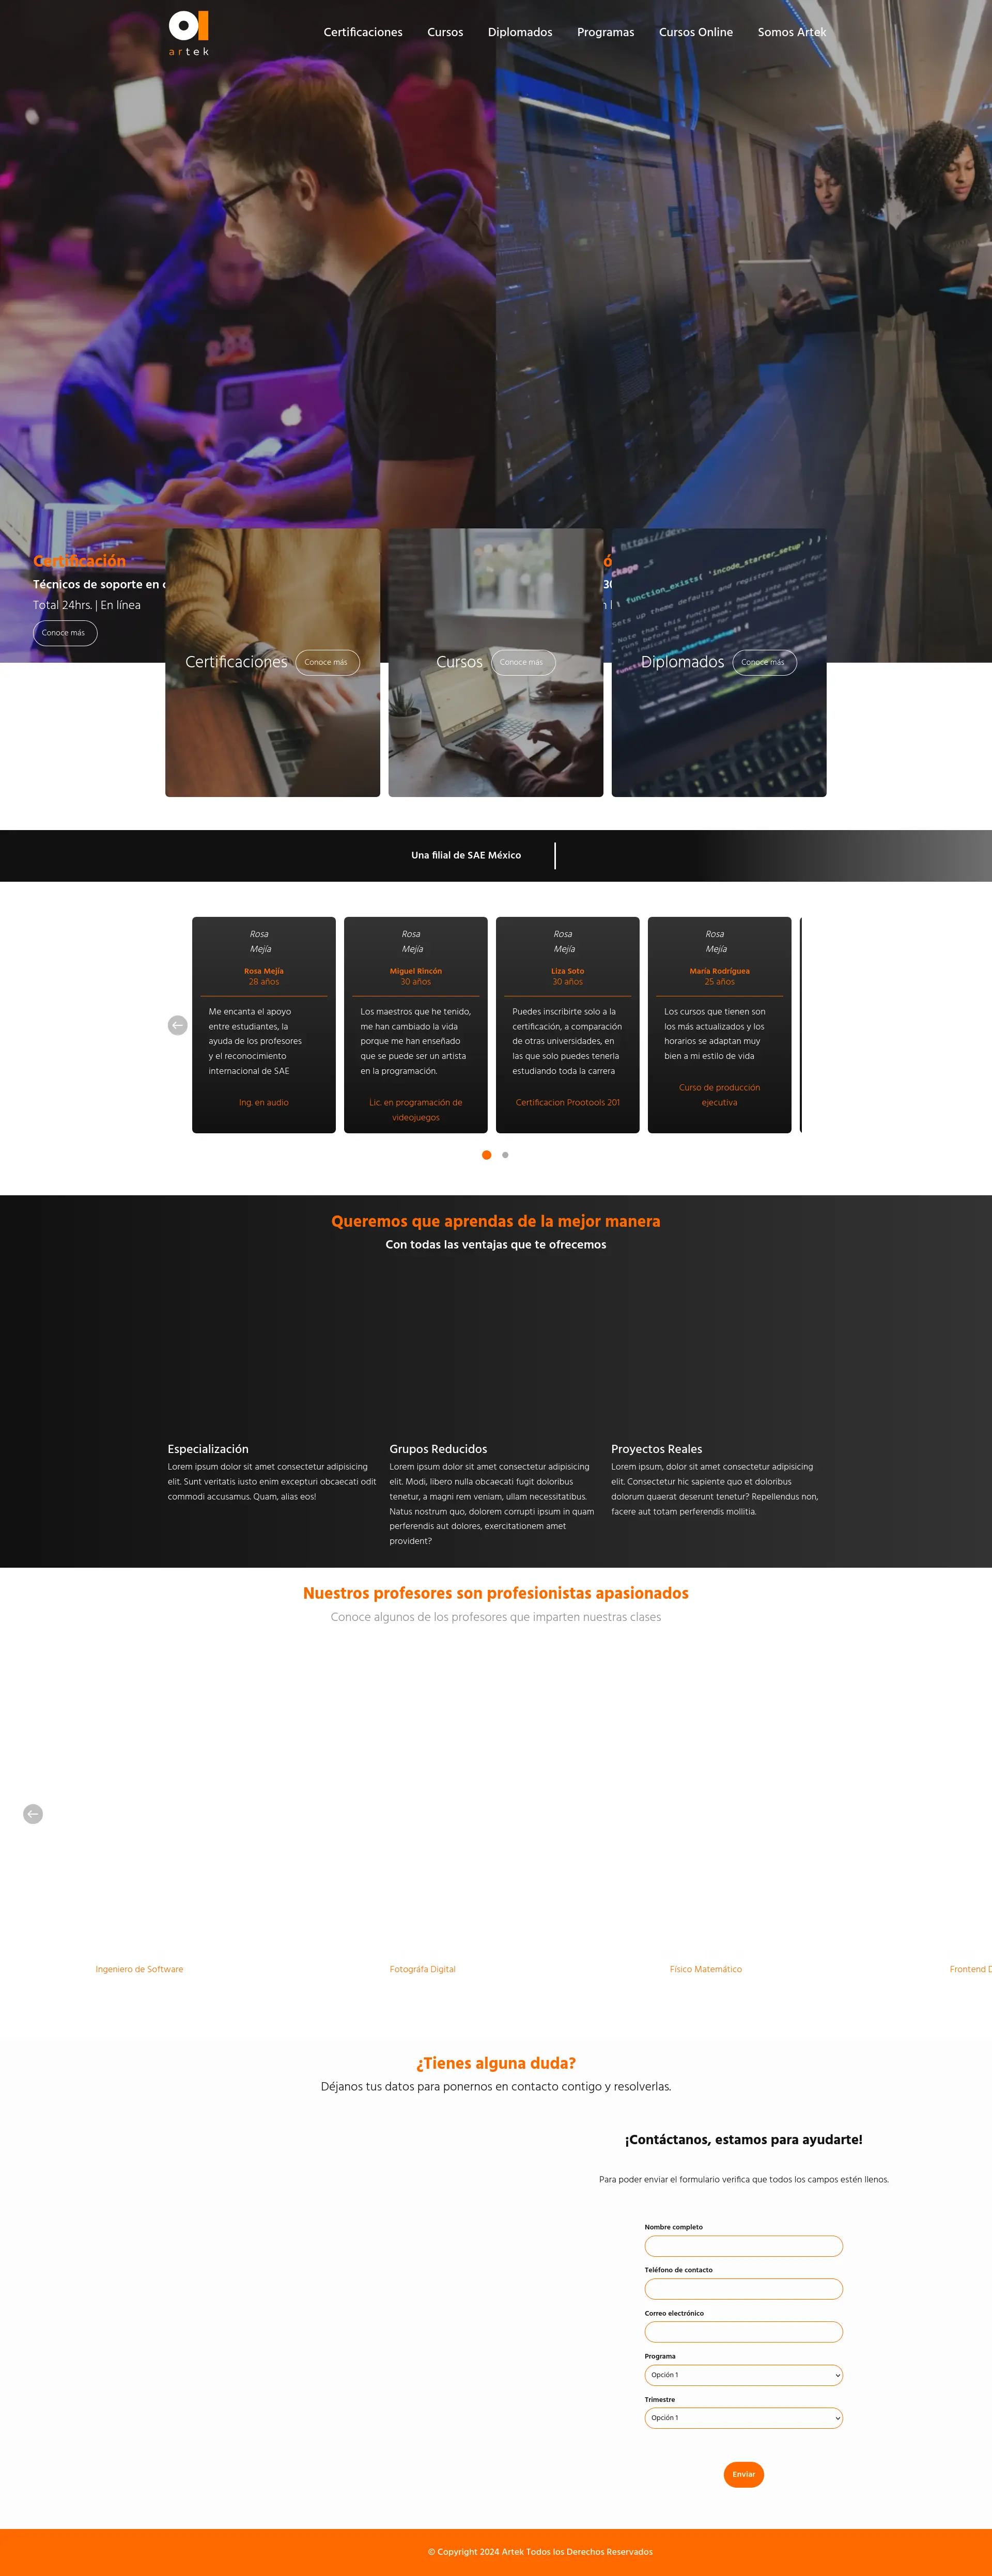 artek
Certificaciones Cursos Diplomados Programas Cursos Online Somos Artek
Certificación
Técnicos de soporte en
Total 24hrs. | En línea
Conoce más
Certificaciones Conoce más
Cursos Conoce más
Diplomados Conoce más
Una filial de SAE México
Rosa
Mejía
Rosa Mejía
28 años
Me encanta el apoyo
entre estudiantes, la
ayuda de los profesores
y el reconocimiento
internacional de SAE
Ing. en audio
Rosa
Mejía
Miguel Rincón
30 años
Los maestros que he tenido,
me han cambiado la vida
porque me han enseñado
que se puede ser un artista
en la programación.
Lic. en programación de
videojuegos
Rosa
Mejía
Liza Soto
30 años
Puedes inscribirte solo a la
certificación, a comparación
de otras universidades, en
las que solo puedes tenerla
estudiando toda la carrera
Certificacion Prootools 201
Rosa
Mejía
María Rodríguea
25 años
Los cursos que tienen son
los más actualizados y los
horarios se adaptan muy
bien a mi estilo de vida
Curso de producción
ejecutiva
Queremos que aprendas de la mejor manera
Con todas las ventajas que te ofrecemos
Especialización
Lorem ipsum dolor sit amet consectetur adipisicing
elit. Sunt veritatis iusto enim excepturi obcaecati odit
commodi accusamus. Quam, alias eos!
Grupos Reducidos
Lorem ipsum dolor sit amet consectetur adipisicing
elit. Modi, libero nulla obcaecati fugit doloribus
tenetur, a magni rem veniam, ullam necessitatibus.
Natus nostrum quo, dolorem corrupti ipsum in quam
perferendis aut dolores, exercitationem amet
provident?
Proyectos Reales
Lorem ipsum, dolor sit amet consectetur adipisicing
elit. Consectetur hic sapiente quo et doloribus
dolorum quaerat deserunt tenetur? Repellendus non,
facere aut totam perferendis mollitia.
Nuestros profesores son profesionistas apasionados
Conoce algunos de los profesores que imparten nuestras clases
Ingeniero de Software
Fotográfa Digital
Físico Matemático
Frontend
¿Tienes alguna duda?
Déjanos tus datos para ponernos en contacto contigo y resolverlas.
¡Contáctanos, estamos para ayudarte!
Para poder enviar el formulario verifica que todos los campos estén llenos.
Nombre completo
Teléfono de contacto
Correo electrónico
Programa
Opción 1
Trimestre
Opción 1
Enviar
© Copyright 2024 Artek Todos los Derechos Reservados